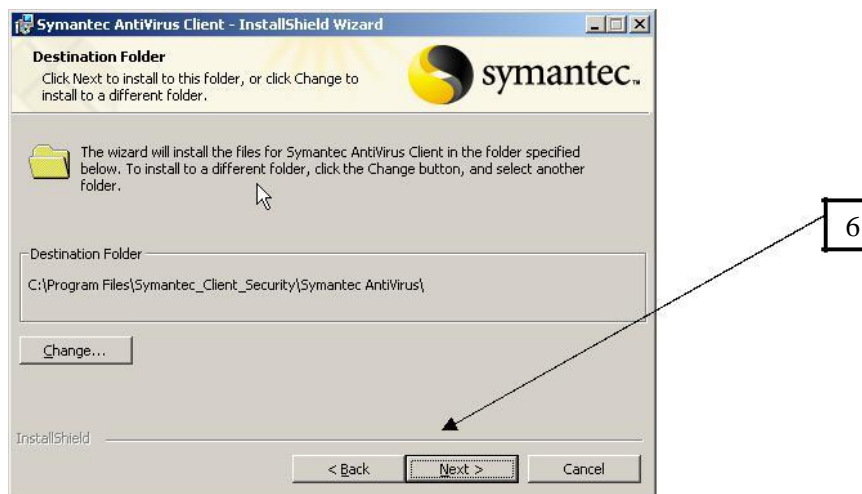 Symantec AntiVirus Client - InstallShield Wizard
Destination Folder
Click Next to install to this folder, or click Change to
install to a different folder.
symantec.
The wizard will install the files for Symantec AntiVirus Client in the folder specified
below. To install to a different folder, click the Change button, and select another
folder.
Destination Folder
C:\Program Files\Symantec_Client_Security\Symantec AntiVirus\
Change...
InstallShield
< Back Next > Cancel
6